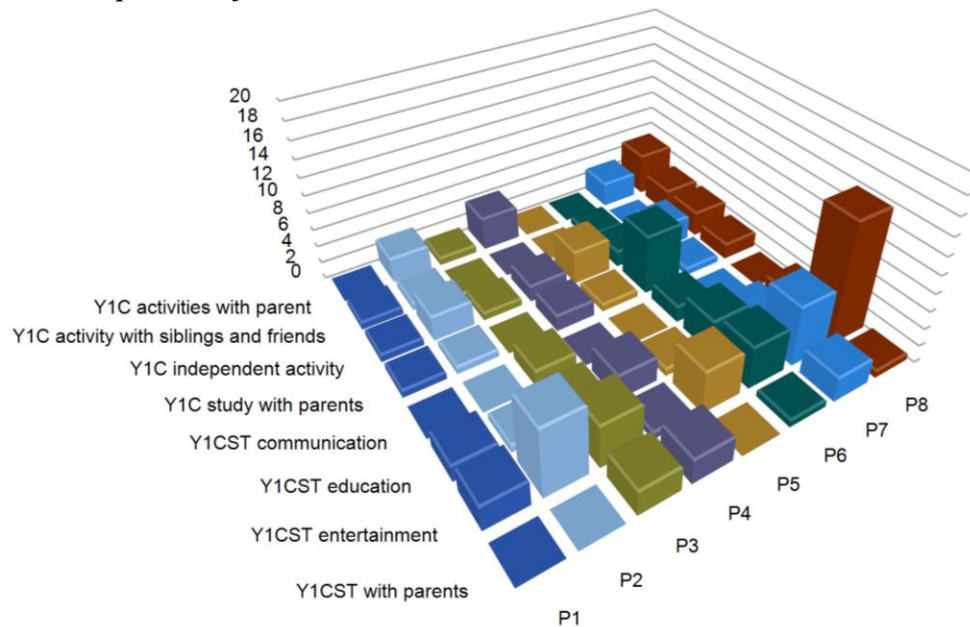 20
18
16
14
12
10
8
6
4
2
0
Y1C activities with parent
Y1C activity with siblings and friends
Y1C independent activity
Y1C study with parents
Y1CST communication
Y1CST education
Y1CST entertainment
Y1CST with parents
P1
P2
P3
P4
P5
P6
P7
P8